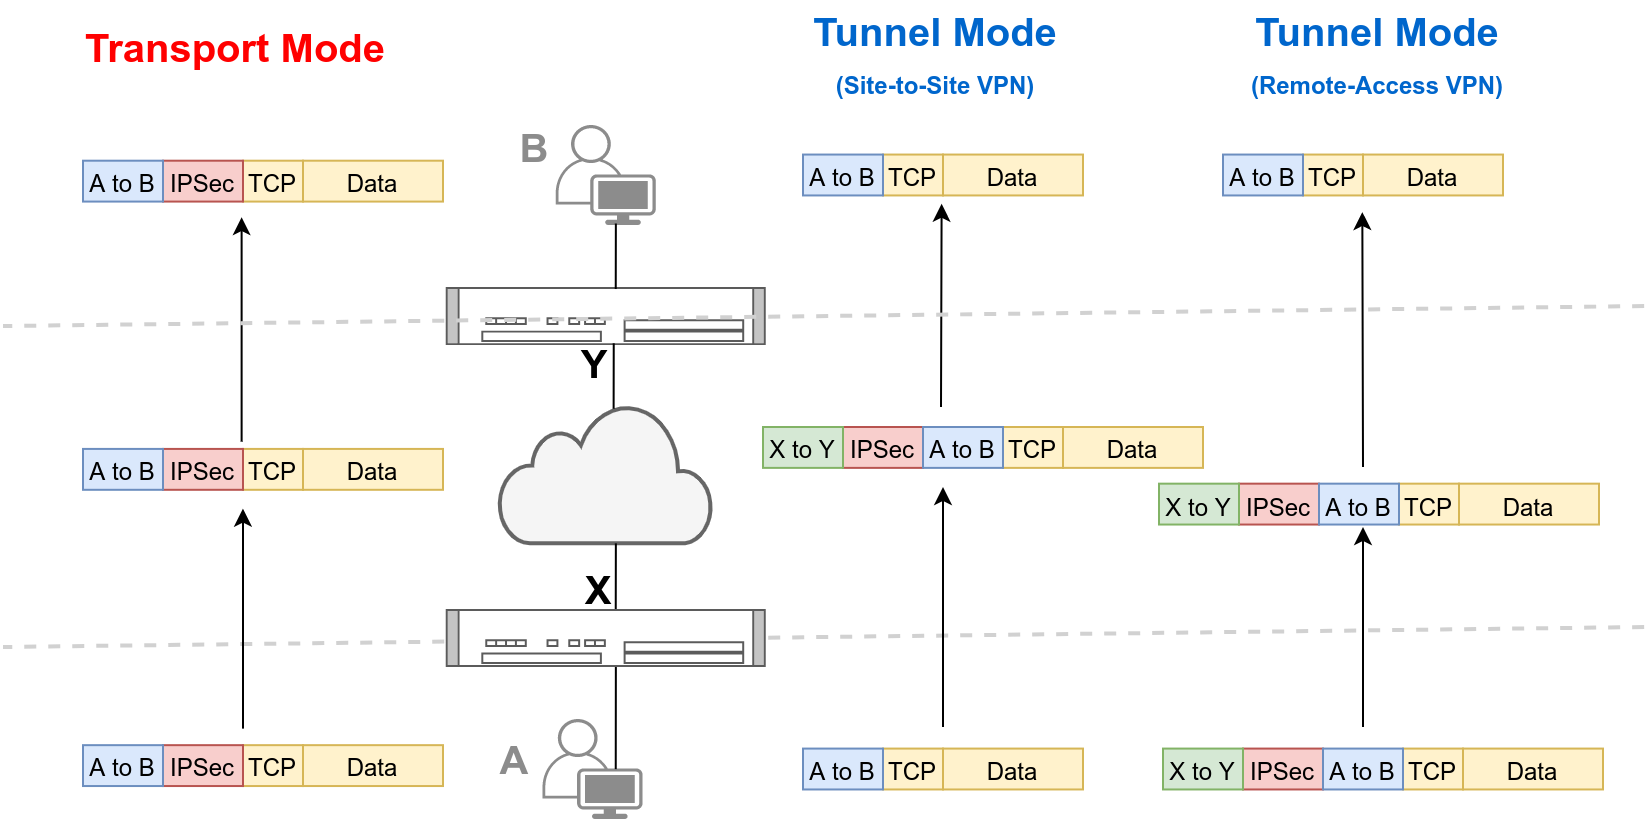 Transport Mode
Tunnel Mode
(Site-to-Site VPN)
Tunnel Mode
(Remote-Access VPN)
B
A to B IPSec TCP Data
A to B TCP Data
A to B TCP Data
Y
A to B IPSec TCP Data
X to Y IPSec A to B TCP Data
X to Y IPSec A to B TCP Data
X
A
A to B IPSec TCP Data
A to B TCP Data
X to Y IPSec A to B TCP Data